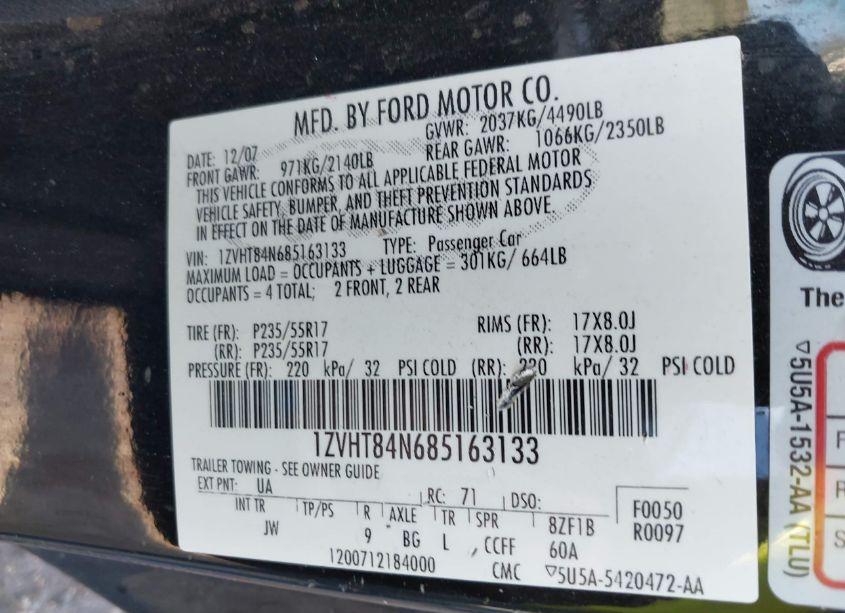 MFD. BY FORD MOTOR CO.
DATE: 12/07 GVWR: 2037KG/4490LB
FRONT GAWR: 971KG/2140LB REAR GAWR: 1066KG/2350LB
THIS VEHICLE CONFORMS TO ALL APPLICABLE FEDERAL MOTOR
VEHICLE SAFETY, BUMPER, AND THEFT PREVENTION STANDARDS
IN EFFECT ON THE DATE OF MANUFACTURE SHOWN ABOVE.
VIN: 1ZVHT84N685163133 TYPE: Passenger Car
MAXIMUM LOAD = OCCUPANTS + LUGGAGE = 301KG/ 664LB
OCCUPANTS = 4 TOTAL; 2 FRONT, 2 REAR
TIRE (FR): P235/55R17 RIMS (FR): 17X8.0J
(RR): P235/55R17 (RR): 17X8.0J
PRESSURE (FR): 220 kPa/ 32 PSI COLD (RR): 220 kPa/ 32 PSI COLD
1ZVHT84N685163133
TRAILER TOWING - SEE OWNER GUIDE
EXT PNT: UA RC: 71 DSO: F0050
INT TR TP/PS R AXLE TR SPR 8ZF1B R0097
JW 9 BG L CCFF 60A
1200712184000 CMC ▽5U5A-5420472-AA
The
▽5U5A-1532-AA (TLU)
F
R
S